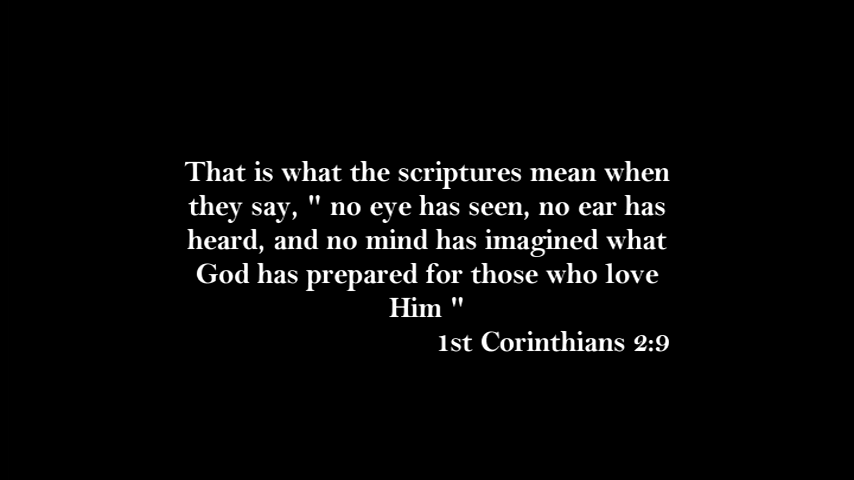 That is what the scriptures mean when
they say, " no eye has seen, no ear has
heard, and no mind has imagined what
God has prepared for those who love
Him "
1st Corinthians 2:9